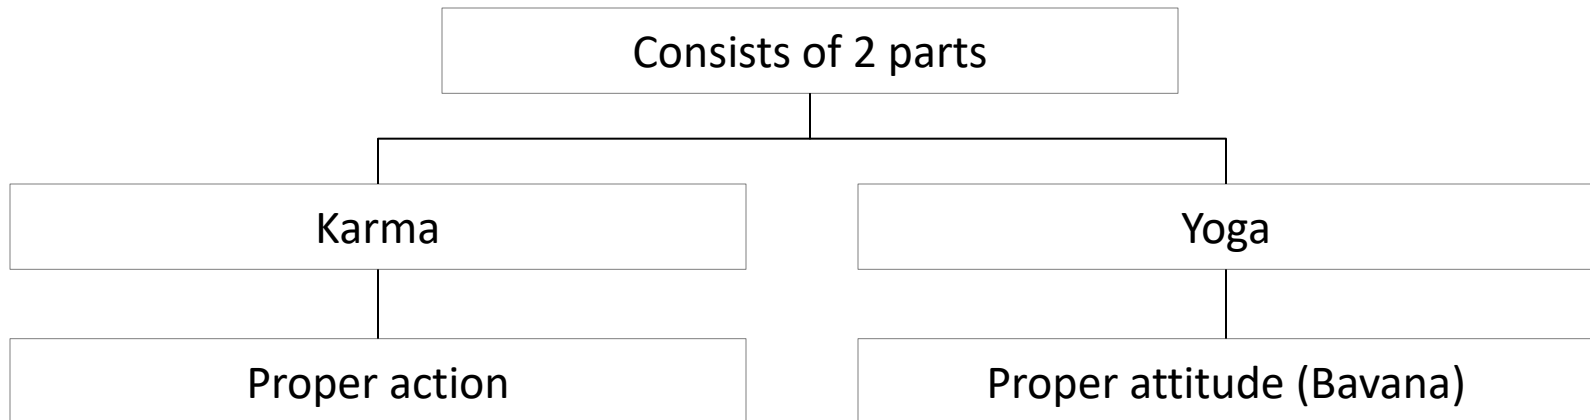 Consists of 2 parts
Karma
Yoga
Proper action
Proper attitude (Bavana)